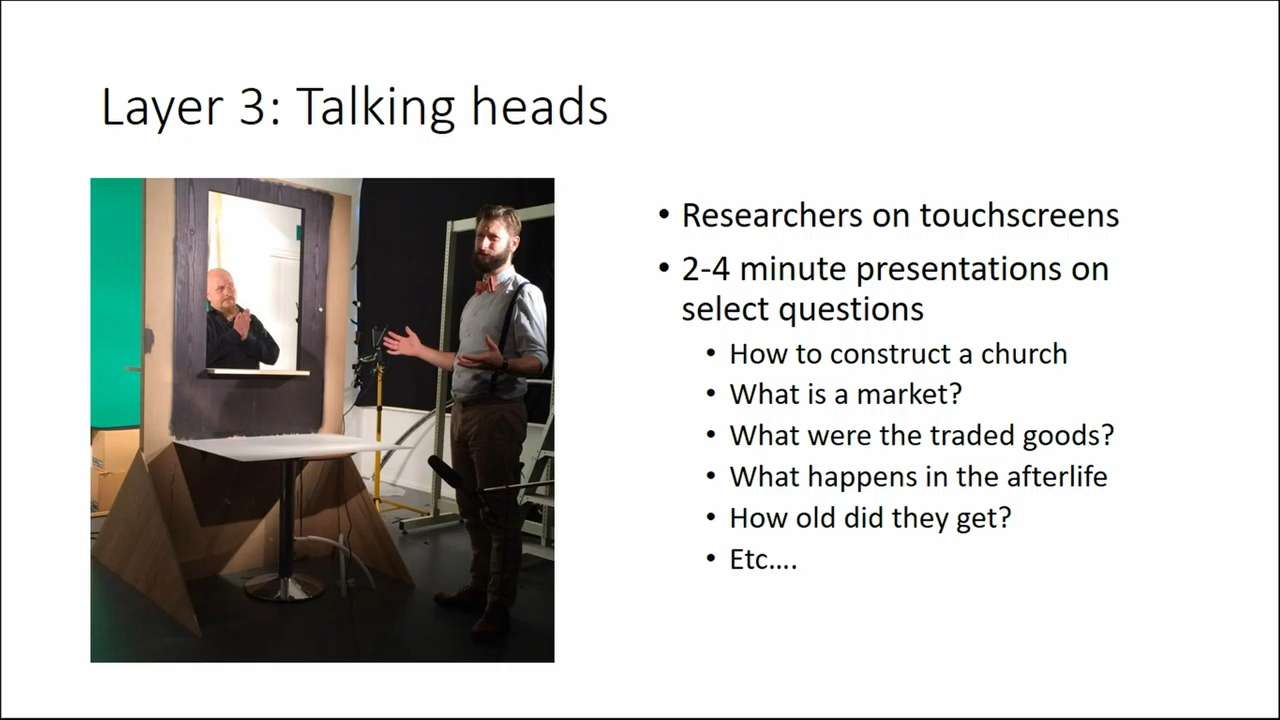 Layer 3: Talking heads
• Researchers on touchscreens
• 2-4 minute presentations on
select questions
• How to construct a church
• What is a market?
• What were the traded goods?
• What happens in the afterlife
• How old did they get?
• Etc....